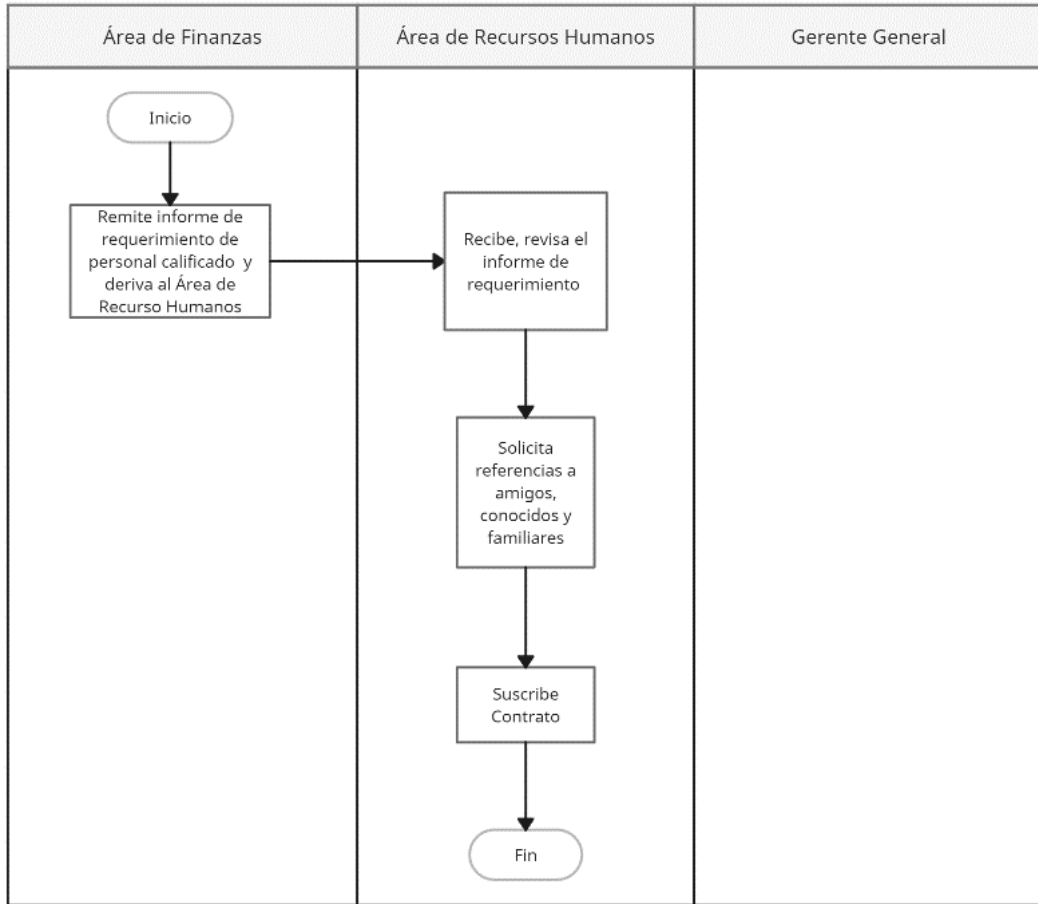 Área de Finanzas
Área de Recursos Humanos
Gerente General
Inicio
Remite informe de
requerimiento de
personal calificado y
deriva al Área de
Recurso Humanos
Recibe, revisa el
informe de
requerimiento
Solicita
referencias a
amigos,
conocidos y
familiares
Suscribe
Contrato
Fin